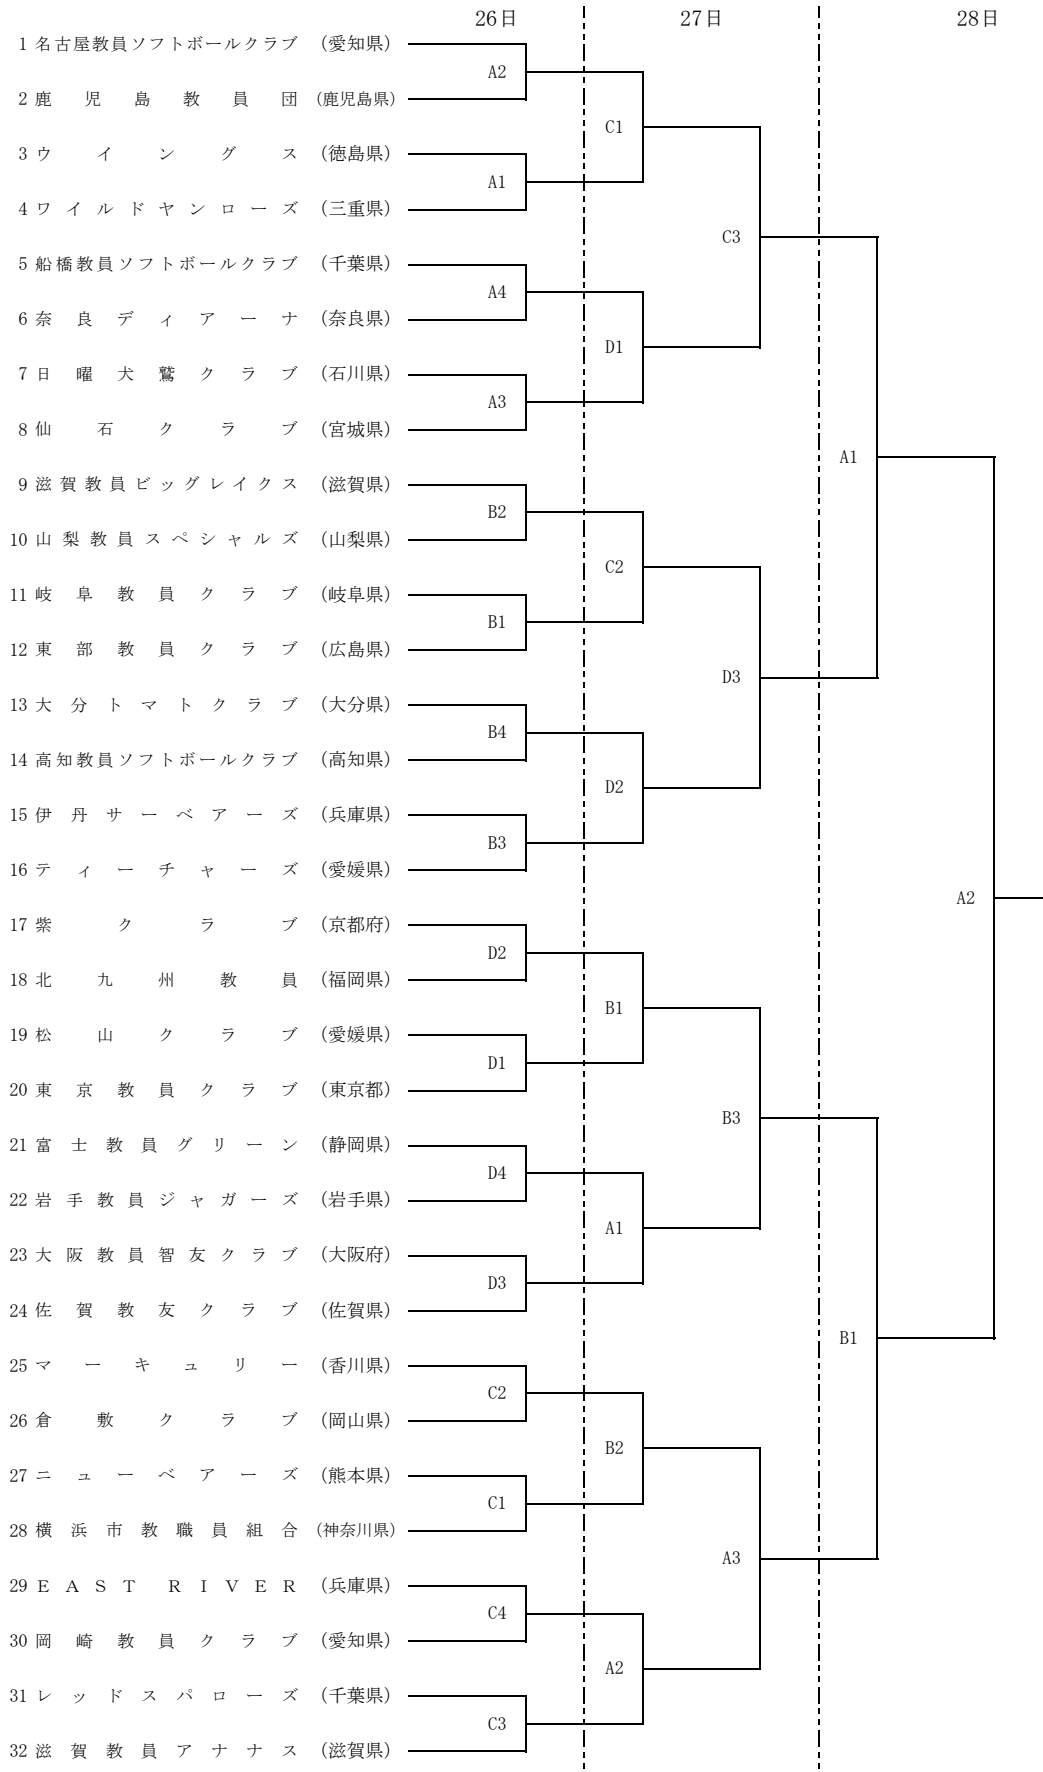 26日 27日 28日
1 名古屋教員ソフトボールクラブ (愛知県)
A2
2 鹿児島教員団 (鹿児島県)
C1
3 ウイングス (徳島県)
A1
4 ワイルドヤンローズ (三重県)
C3
5 船橋教員ソフトボールクラブ (千葉県)
A4
6 奈良ディアーナ (奈良県)
D1
7 日曜犬鷲クラブ (石川県)
A3
8 仙石クラブ (宮城県)
A1
9 滋賀教員ビッグレイクス (滋賀県)
B2
10 山梨教員スペシャルズ (山梨県)
C2
11 岐阜教員クラブ (岐阜県)
B1
12 東部教員クラブ (広島県)
D3
13 大分トマトクラブ (大分県)
B4
14 高知教員ソフトボールクラブ (高知県)
D2
15 伊丹サーベアーズ (兵庫県)
B3
16 ティーチャーズ (愛媛県)
A2
17 紫クラブ (京都府)
D2
18 北九州教員 (福岡県)
B1
19 松山クラブ (愛媛県)
D1
20 東京教員クラブ (東京都)
B3
21 富士教員グリーン (静岡県)
D4
22 岩手教員ジャガーズ (岩手県)
A1
23 大阪教員智友クラブ (大阪府)
D3
24 佐賀教友クラブ (佐賀県)
B1
25 マーキュリー (香川県)
C2
26 倉敷クラブ (岡山県)
B2
27 ニューベアーズ (熊本県)
C1
28 横浜市教職員組合 (神奈川県)
A3
29 EAST RIVER (兵庫県)
C4
30 岡崎教員クラブ (愛知県)
A2
31 レッドスパローズ (千葉県)
C3
32 滋賀教員アナナス (滋賀県)